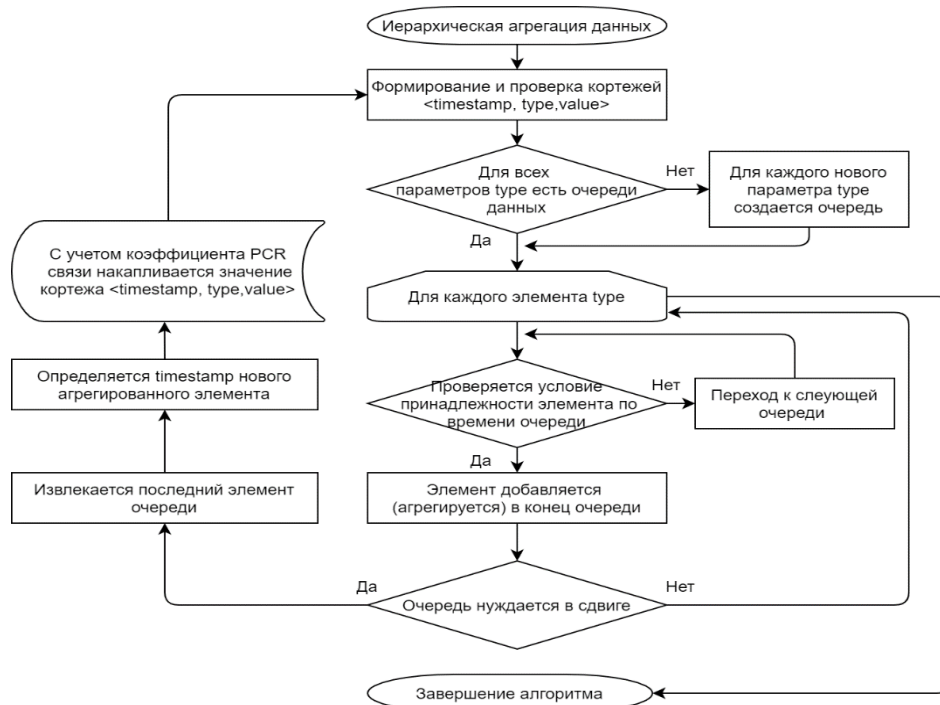 Иерархическая агрегация данных
Формирование и проверка кортежей
<timestamp, type,value>
Для всех
параметров type есть очереди
данных
Нет
Для каждого нового
параметра type
создается очередь
Да
С учетом коэффициента PCR
связи накапливается значение
кортежа <timestamp, type,value>
Для каждого элемента type
Определяется timestamp нового
агрегированного элемента
Проверяется условие
принадлежности элемента по
времени очереди
Нет
Переход к слеующей
очереди
Да
Извлекается последний элемент
очереди
Элемент добавляется
(агрегируется) в конец очереди
Да
Очередь нуждается в сдвиге
Нет
Завершение алгоритма